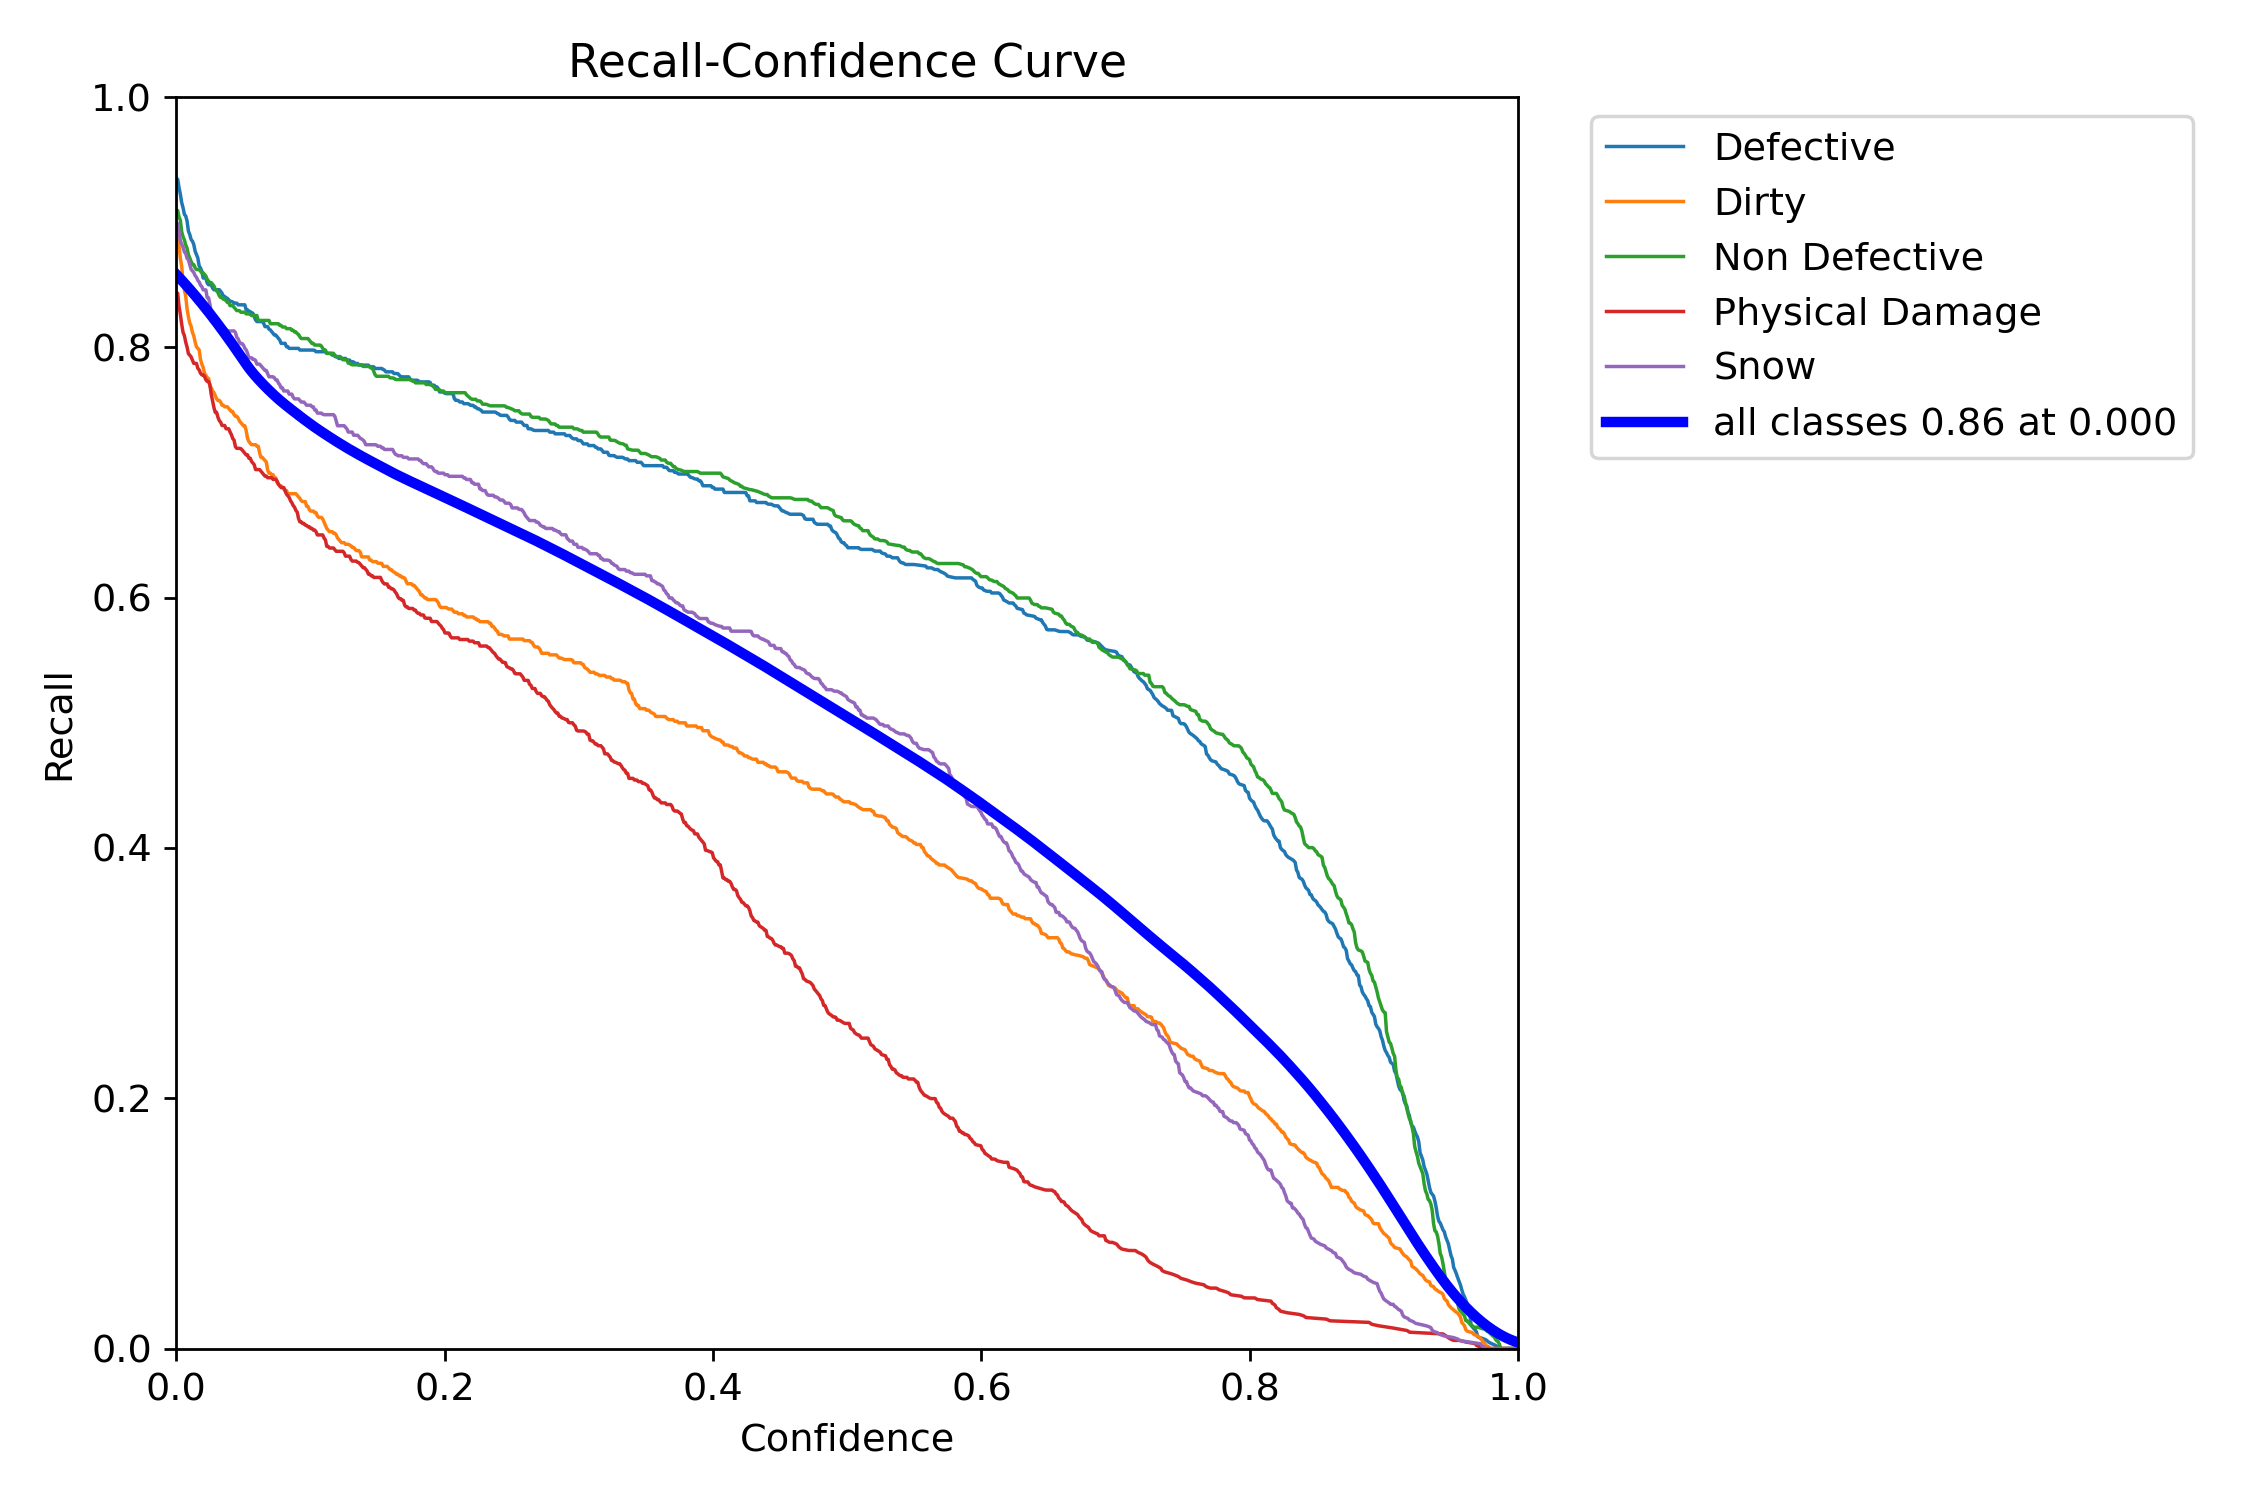 Recall-Confidence Curve
1.0
0.8
0.6
0.4
0.2
0.0
Recall
0.0 0.2 0.4 0.6 0.8 1.0
Confidence
Defective
Dirty
Non Defective
Physical Damage
Snow
all classes 0.86 at 0.000